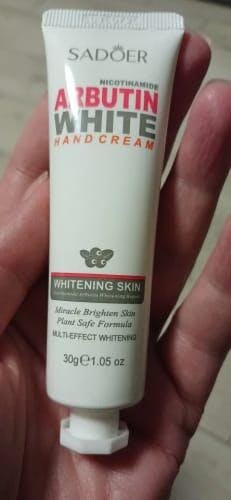 SADOER
NICOTINAMIDE
ARBUTIN
WHITE
HAND CREAM
WHITENING SKIN
Miracle Brighten Skin
Plant Safe Formula
MULTI-EFFECT WHITENING
30g℮1.05 oz